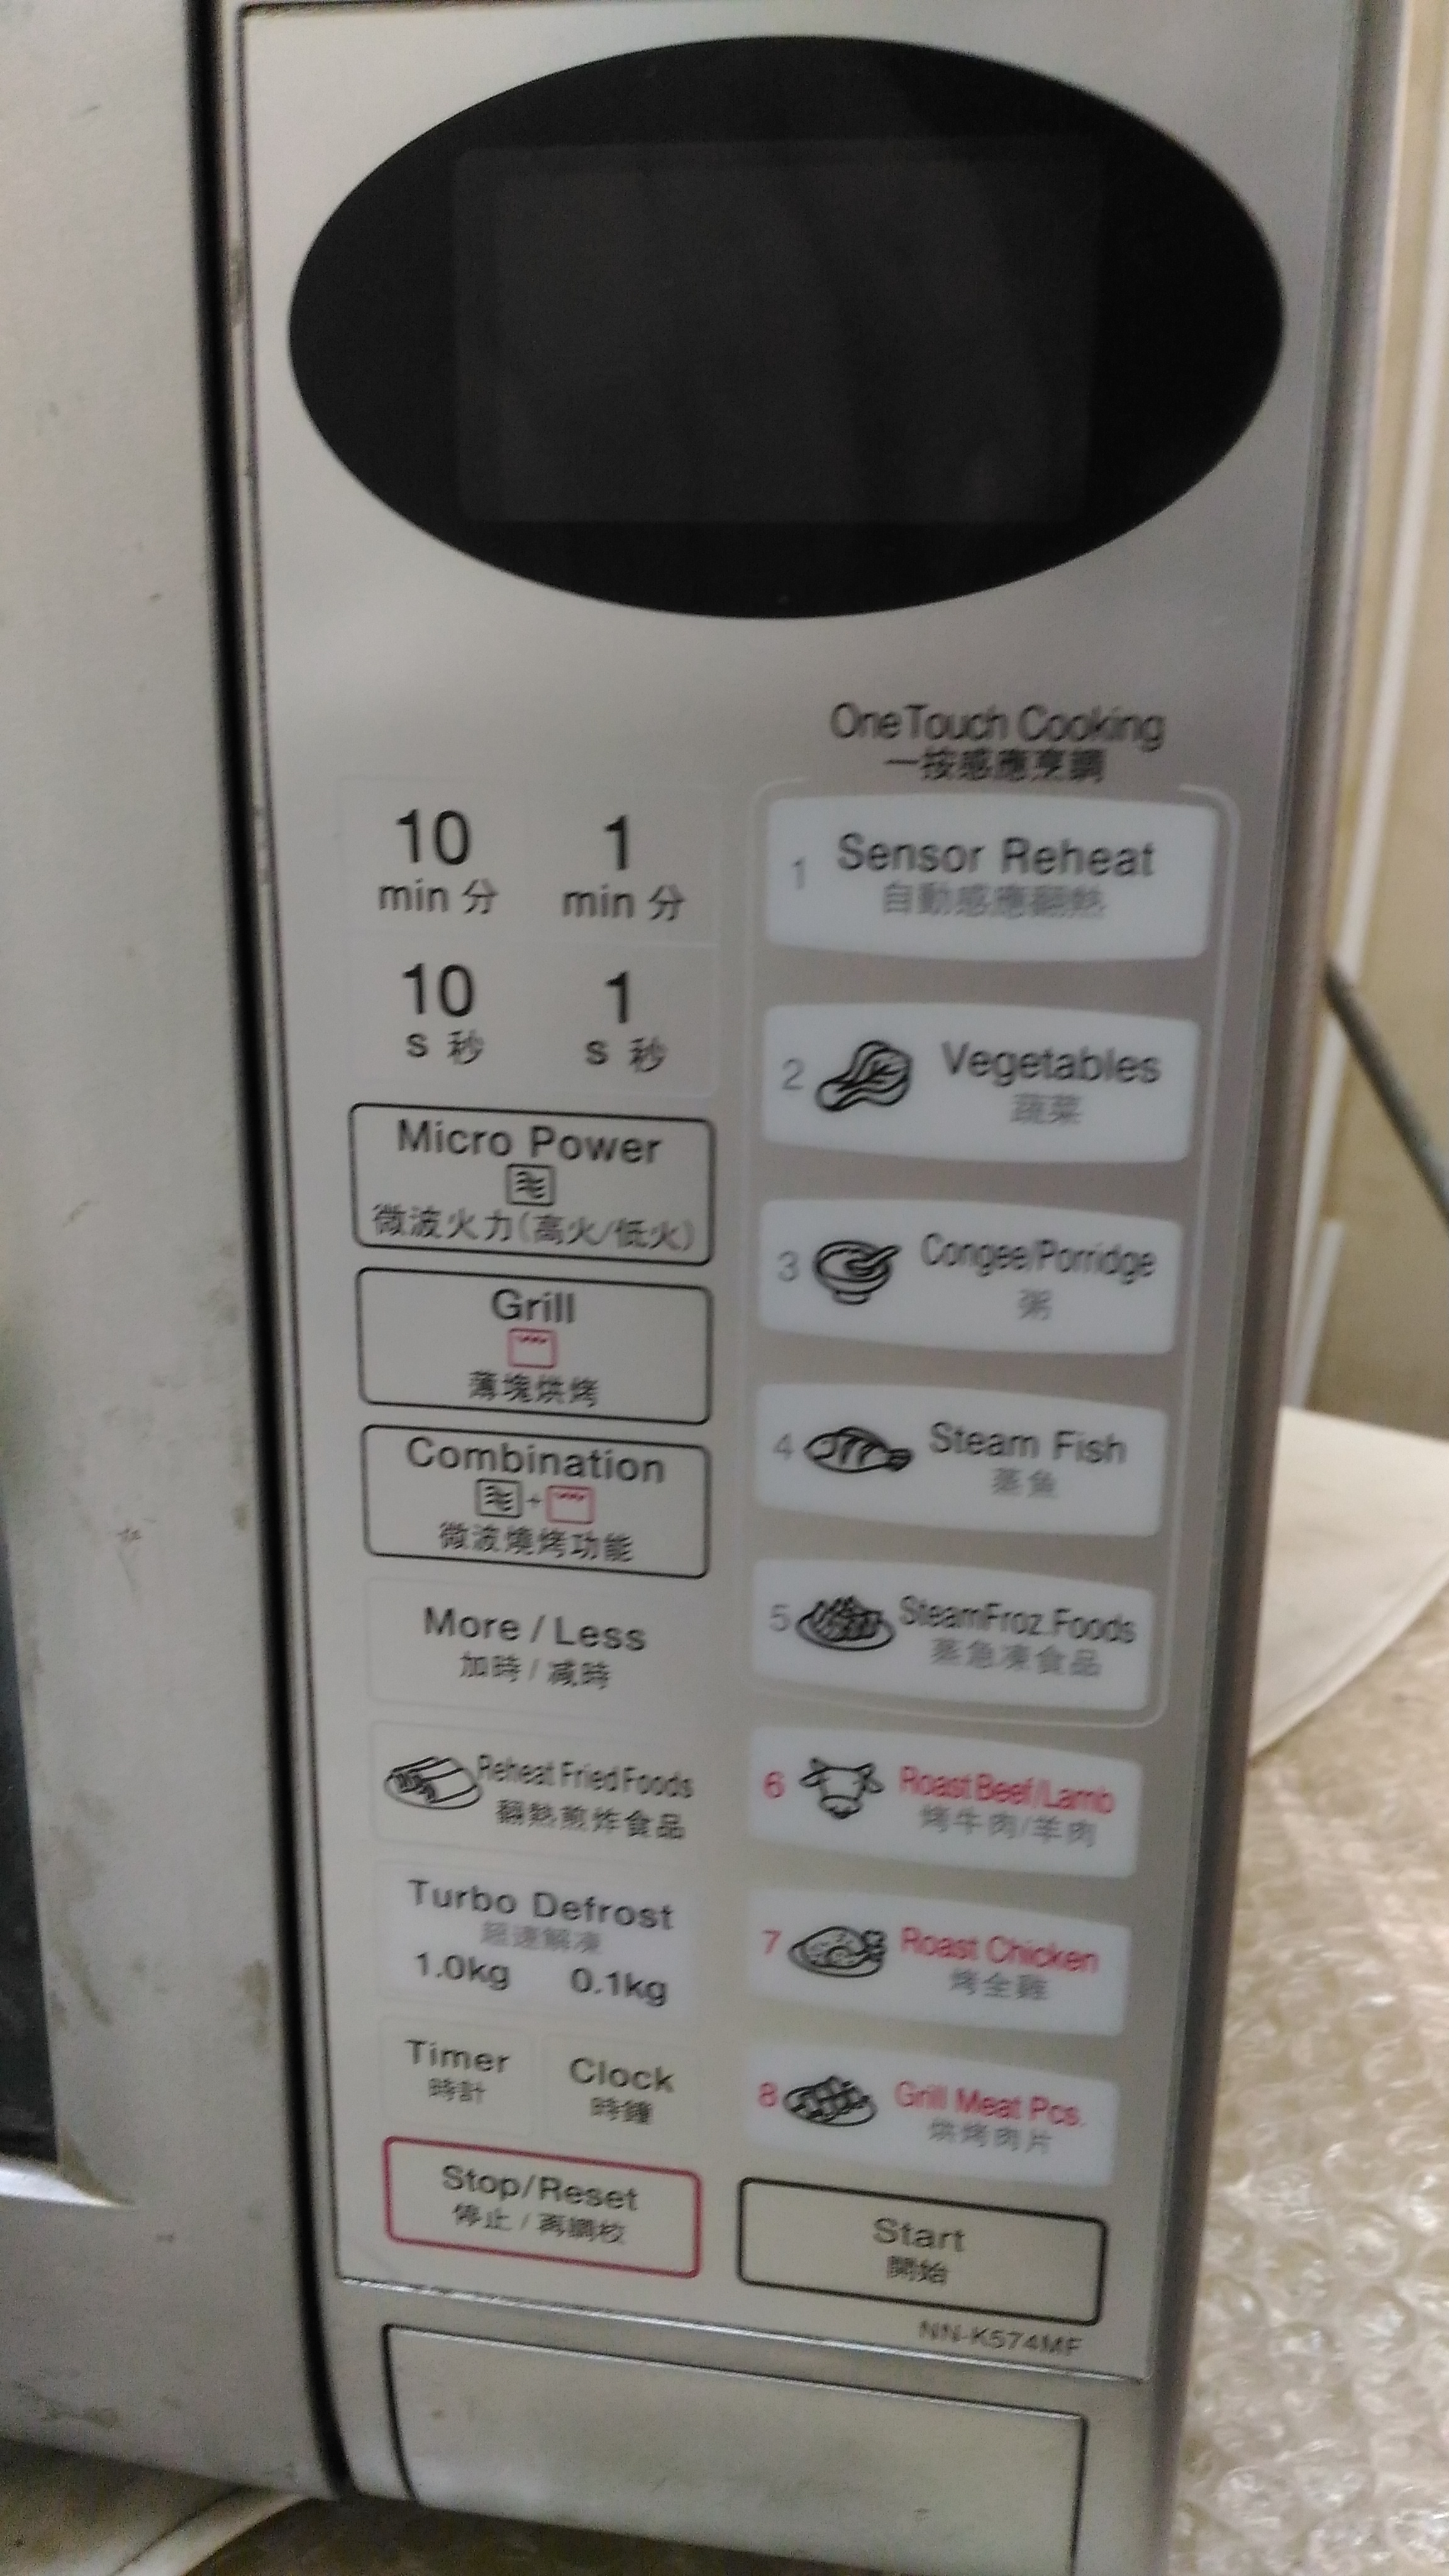 One Touch Cooking
一按感應烹調
10 1
min 分 min 分
10 1
s 秒 s 秒
Micro Power
微波火力(高火/低火)
Grill
薄塊烘烤
Combination
+
微波燒烤功能
More / Less
加時 / 減時
Reheat Fried Foods
翻熱煎炸食品
Turbo Defrost
超速解凍
1.0kg 0.1kg
Timer Clock
時計 時鐘
Stop/Reset
停止 / 再調校
1 Sensor Reheat
自動感應翻熱
2 Vegetables
蔬菜
3 Congee/Porridge
粥
4 Steam Fish
蒸魚
5 Steam Froz. Foods
蒸急凍食品
6 Roast Beef/Lamb
烤牛肉/羊肉
7 Roast Chicken
烤全雞
8 Grill Meat Pcs.
烘烤肉片
Start
開始
NN-K574MF